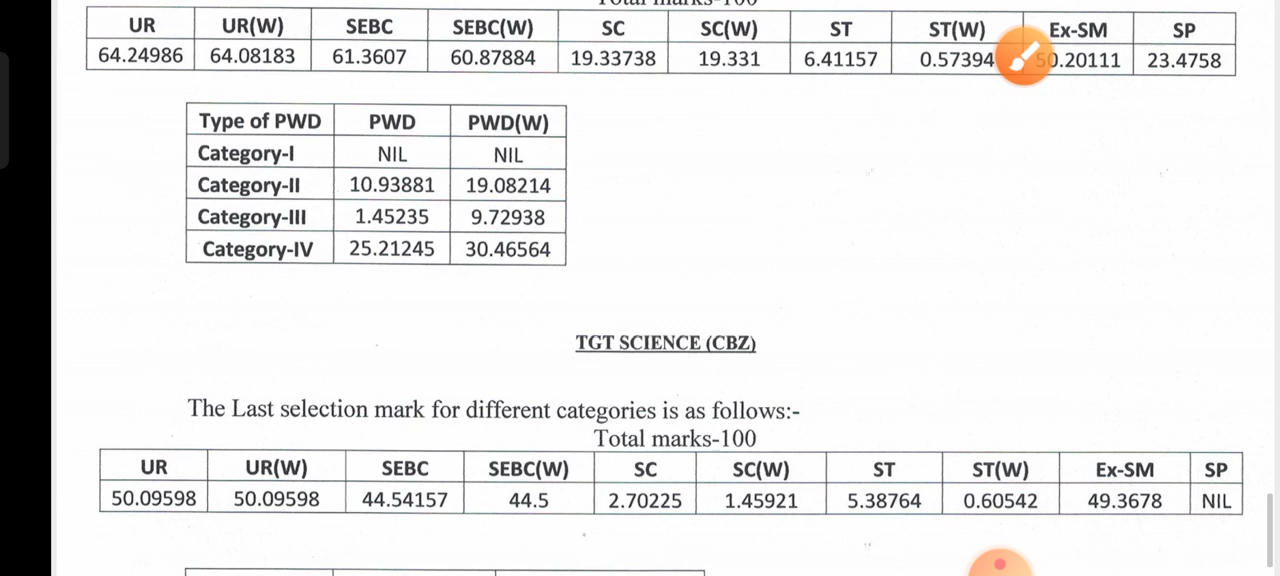 UR UR(W) SEBC SEBC(W) SC SC(W) ST ST(W) Ex-SM SP
64.24986 64.08183 61.3607 60.87884 19.33738 19.331 6.41157 0.57394 50.20111 23.4758
Type of PWD PWD PWD(W)
Category-I NIL NIL
Category-II 10.93881 19.08214
Category-III 1.45235 9.72938
Category-IV 25.21245 30.46564
TGT SCIENCE (CBZ)
The Last selection mark for different categories is as follows:-
Total marks-100
UR UR(W) SEBC SEBC(W) SC SC(W) ST ST(W) Ex-SM SP
50.09598 50.09598 44.54157 44.5 2.70225 1.45921 5.38764 0.60542 49.3678 NIL